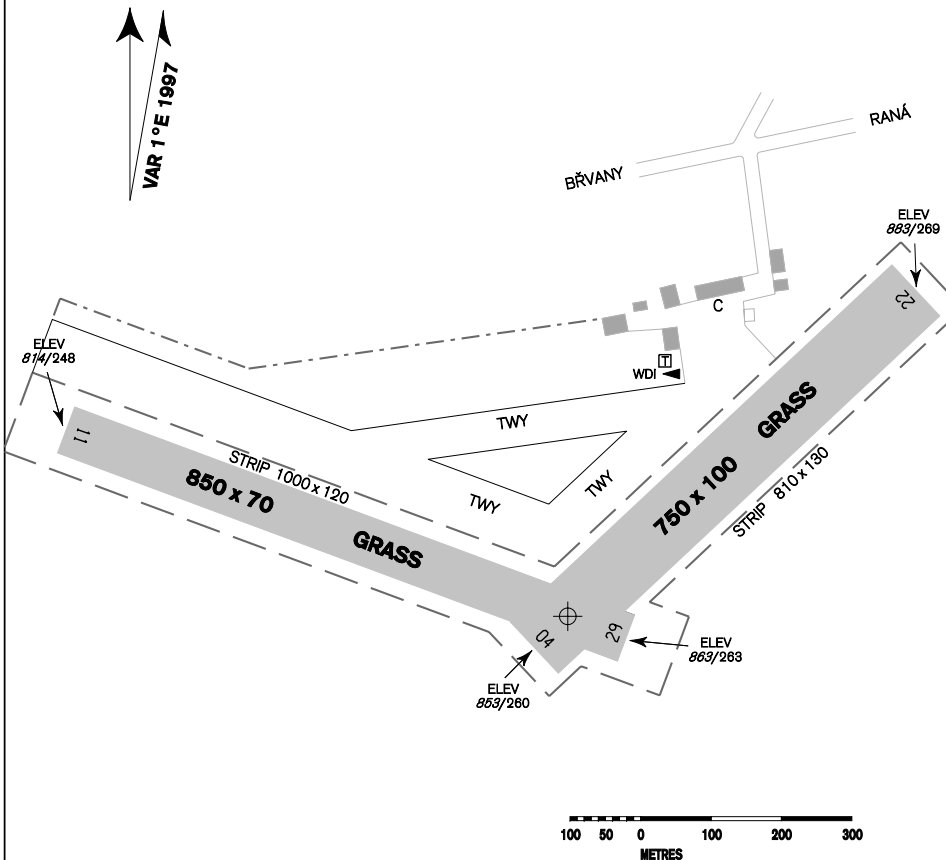 VAR 1°E 1997
RANÁ
BŘVANY
ELEV
883/269
22
C
ELEV
814/248
T
WDI
11
TWY
GRASS
STRIP 1000 x 120
850 x 70
TWY
TWY
750 x 100
STRIP 810 x 130
GRASS
04
29
ELEV
863/263
ELEV
853/260
100 50 0 100 200 300
METRES